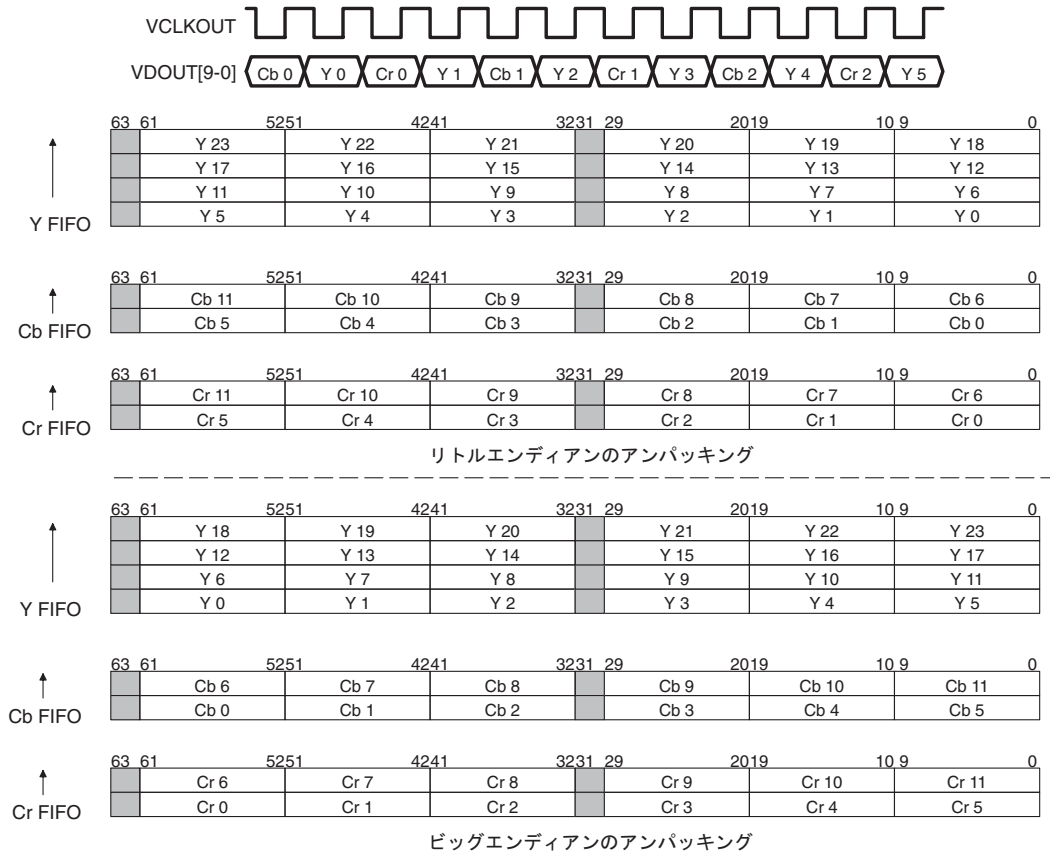 VCLKOUT
VDOUT[9-0] Cb 0 Y 0 Cr 0 Y 1 Cb 1 Y 2 Cr 1 Y 3 Cb 2 Y 4 Cr 2 Y 5
63 61 5251 4241 3231 29 2019 10 9 0
Y 23 Y 22 Y 21 Y 20 Y 19 Y 18
Y 17 Y 16 Y 15 Y 14 Y 13 Y 12
Y 11 Y 10 Y 9 Y 8 Y 7 Y 6
Y FIFO Y 5 Y 4 Y 3 Y 2 Y 1 Y 0
63 61 5251 4241 3231 29 2019 10 9 0
Cb 11 Cb 10 Cb 9 Cb 8 Cb 7 Cb 6
Cb FIFO Cb 5 Cb 4 Cb 3 Cb 2 Cb 1 Cb 0
63 61 5251 4241 3231 29 2019 10 9 0
Cr 11 Cr 10 Cr 9 Cr 8 Cr 7 Cr 6
Cr FIFO Cr 5 Cr 4 Cr 3 Cr 2 Cr 1 Cr 0
リトルエンディアンのアンパッキング
63 61 5251 4241 3231 29 2019 10 9 0
Y 18 Y 19 Y 20 Y 21 Y 22 Y 23
Y 12 Y 13 Y 14 Y 15 Y 16 Y 17
Y 6 Y 7 Y 8 Y 9 Y 10 Y 11
Y FIFO Y 0 Y 1 Y 2 Y 3 Y 4 Y 5
63 61 5251 4241 3231 29 2019 10 9 0
Cb 6 Cb 7 Cb 8 Cb 9 Cb 10 Cb 11
Cb FIFO Cb 0 Cb 1 Cb 2 Cb 3 Cb 4 Cb 5
63 61 5251 4241 3231 29 2019 10 9 0
Cr 6 Cr 7 Cr 8 Cr 9 Cr 10 Cr 11
Cr FIFO Cr 0 Cr 1 Cr 2 Cr 3 Cr 4 Cr 5
ビッグエンディアンのアンパッキング